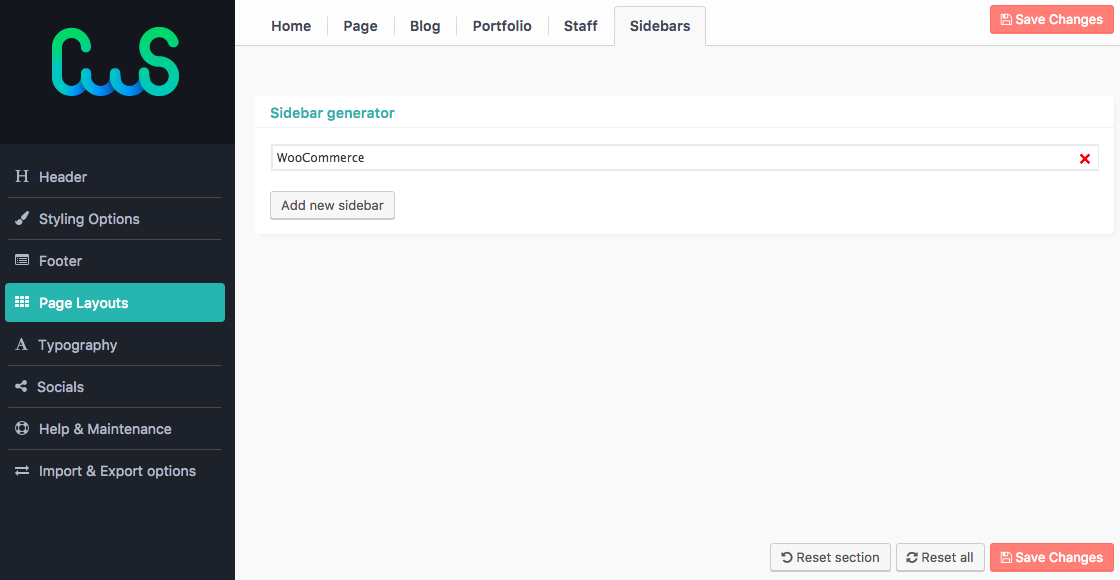 CWS
Home Page Blog Portfolio Staff Sidebars Save Changes
Sidebar generator
WooCommerce
Add new sidebar
Header
Styling Options
Footer
Page Layouts
Typography
Socials
Help & Maintenance
Import & Export options
Reset section Reset all Save Changes